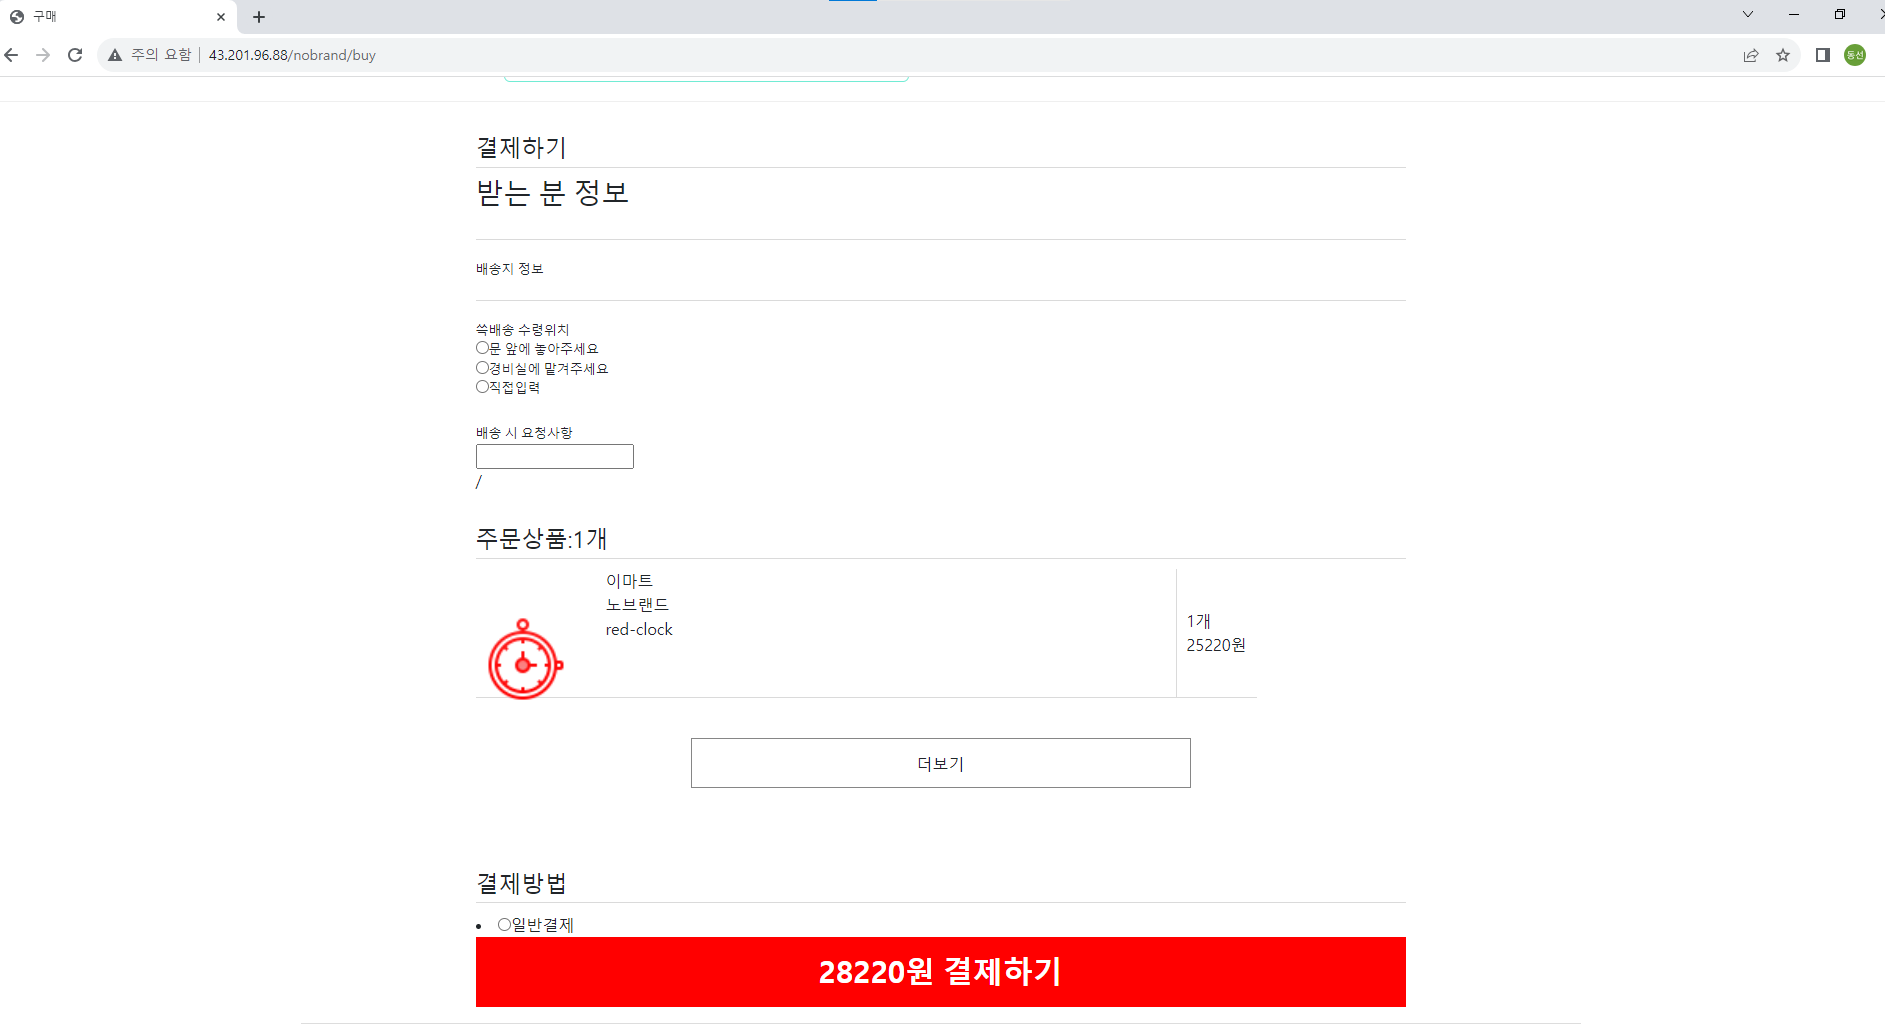 구매
주의 요함 | 43.201.96.88/nobrand/buy
동선
결제하기
받는 분 정보
배송지 정보
쓱배송 수령위치
문 앞에 놓아주세요
경비실에 맡겨주세요
직접입력
배송 시 요청사항
/
주문상품:1개
이마트
노브랜드
red-clock
1개
25220원
더보기
결제방법
일반결제
28220원 결제하기